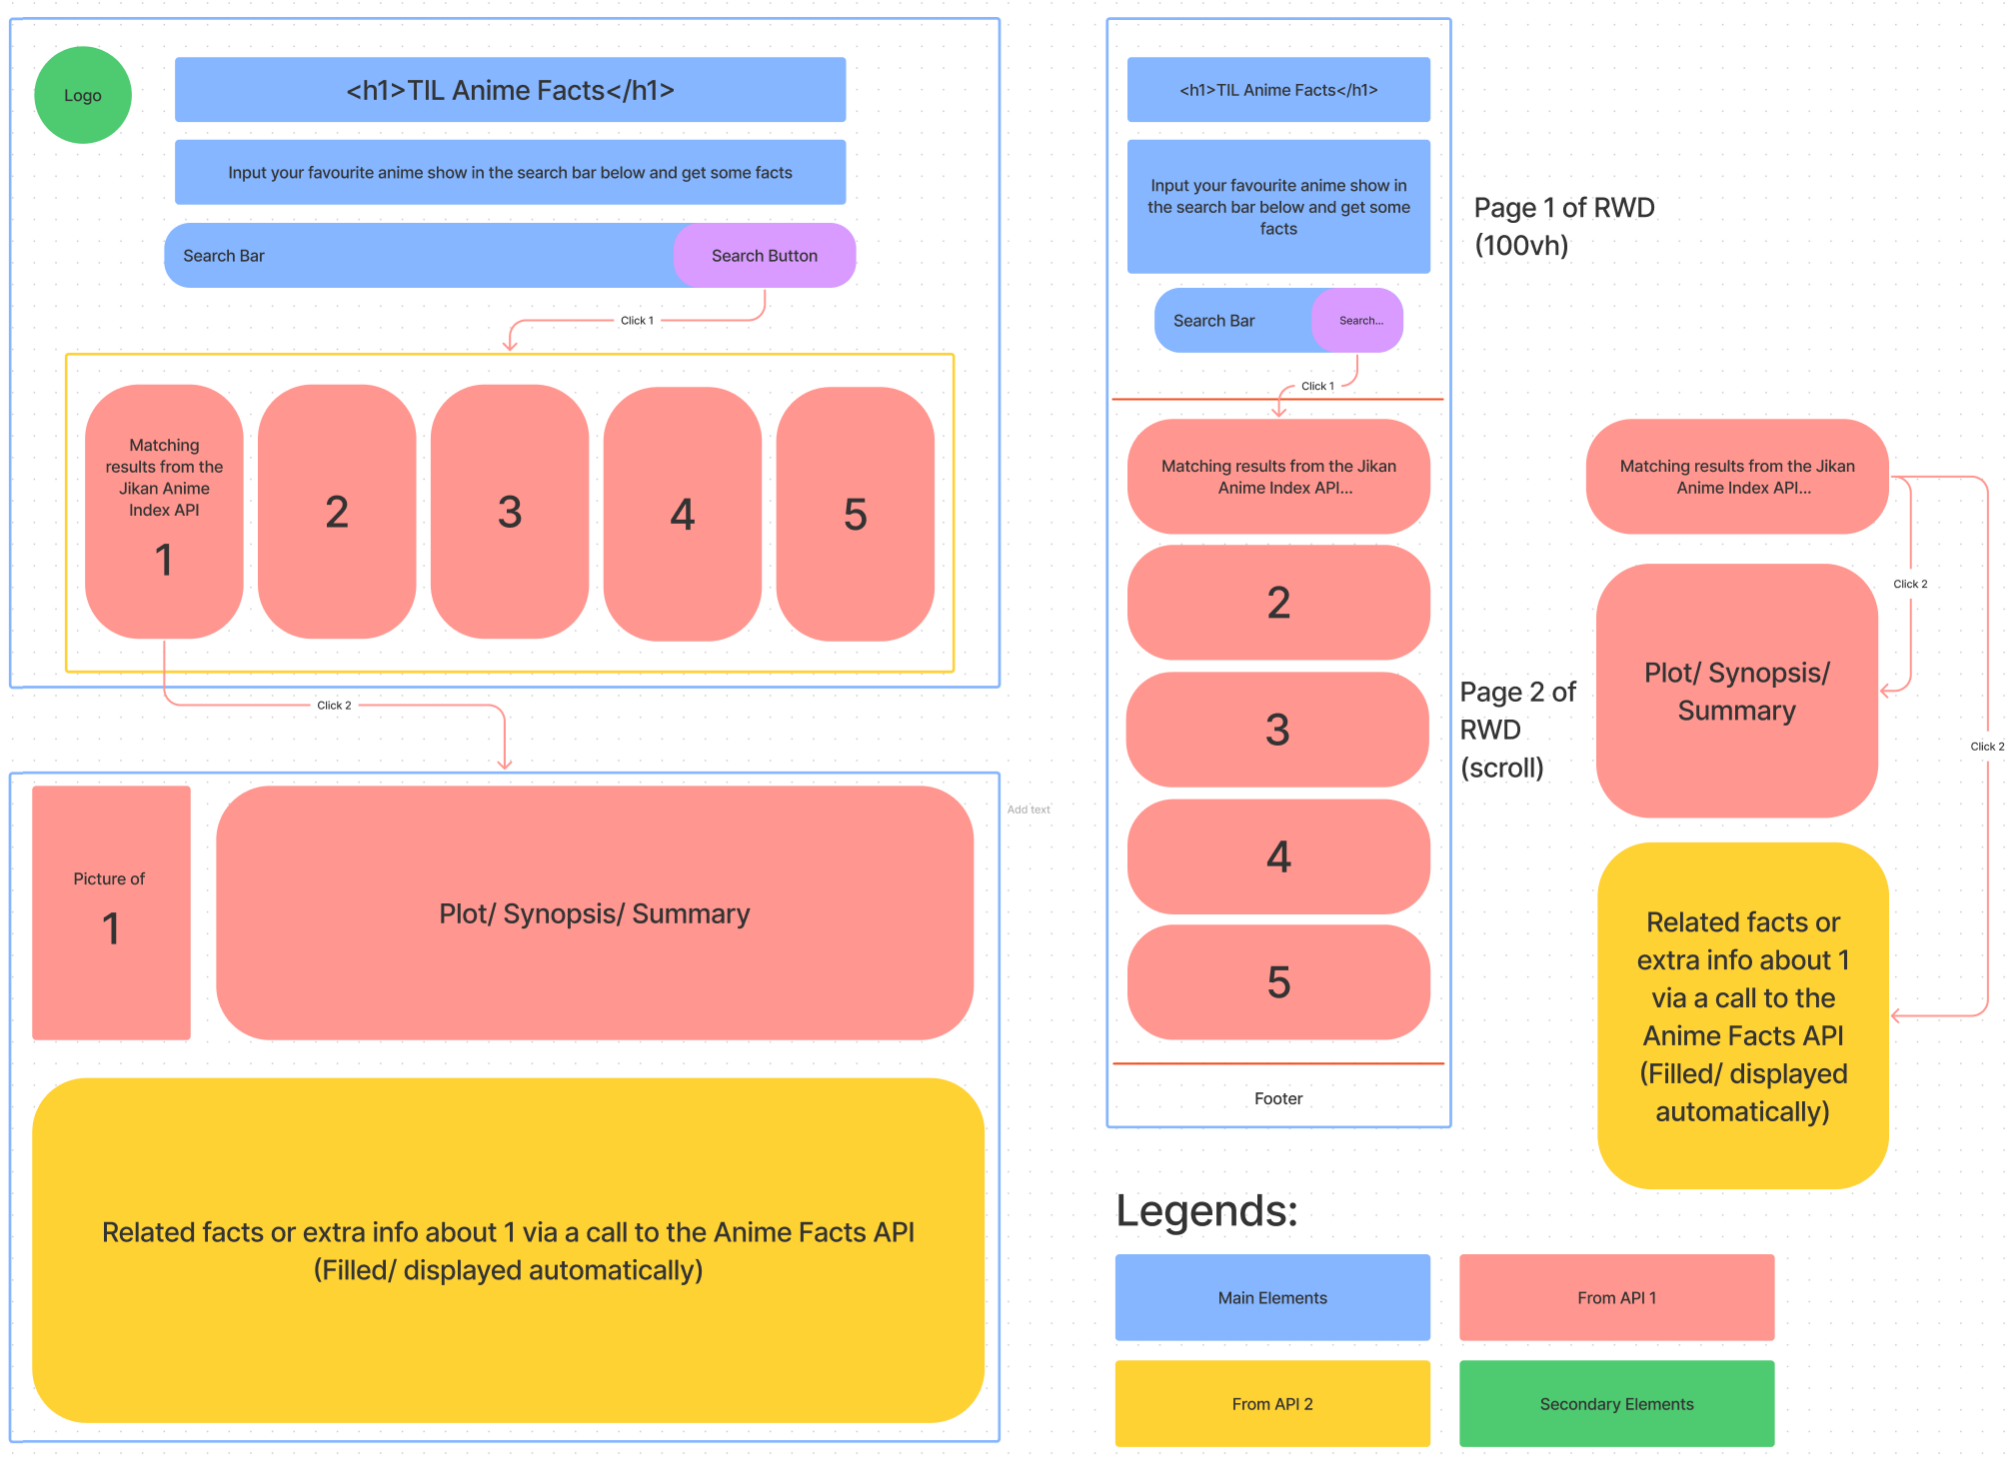 Logo
<h1>TIL Anime Facts</h1>
Input your favourite anime show in the search bar below and get some facts
Search Bar
Search Button
Click 1
Matching
results from the
Jikan Anime
Index API
1
2
3
4
5
Click 2
Picture of
1
Plot/ Synopsis/ Summary
Related facts or extra info about 1 via a call to the Anime Facts API
(Filled/ displayed automatically)
Add text
<h1>TIL Anime Facts</h1>
Input your favourite anime show in
the search bar below and get some
facts
Search Bar
Search...
Click 1
Matching results from the Jikan
Anime Index API...
2
3
4
5
Footer
Page 1 of RWD
(100vh)
Page 2 of
RWD
(scroll)
Matching results from the Jikan
Anime Index API...
Click 2
Plot/ Synopsis/
Summary
Click 2
Related facts or
extra info about 1
via a call to the
Anime Facts API
(Filled/ displayed
automatically)
Legends:
Main Elements
From API 1
From API 2
Secondary Elements